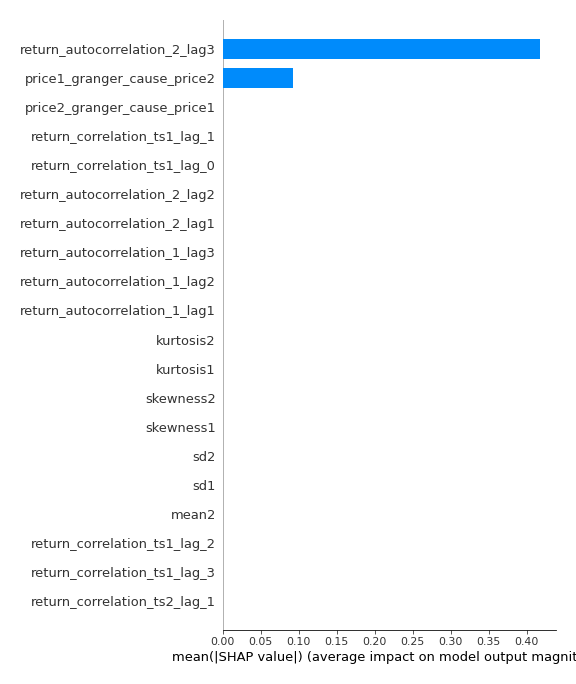 return_autocorrelation_2_lag3
price1_granger_cause_price2
price2_granger_cause_price1
return_correlation_ts1_lag_1
return_correlation_ts1_lag_0
return_autocorrelation_2_lag2
return_autocorrelation_2_lag1
return_autocorrelation_1_lag3
return_autocorrelation_1_lag2
return_autocorrelation_1_lag1
kurtosis2
kurtosis1
skewness2
skewness1
sd2
sd1
mean2
return_correlation_ts1_lag_2
return_correlation_ts1_lag_3
return_correlation_ts2_lag_1
0.00 0.05 0.10 0.15 0.20 0.25 0.30 0.35 0.40
mean(|SHAP value|) (average impact on model output magnit